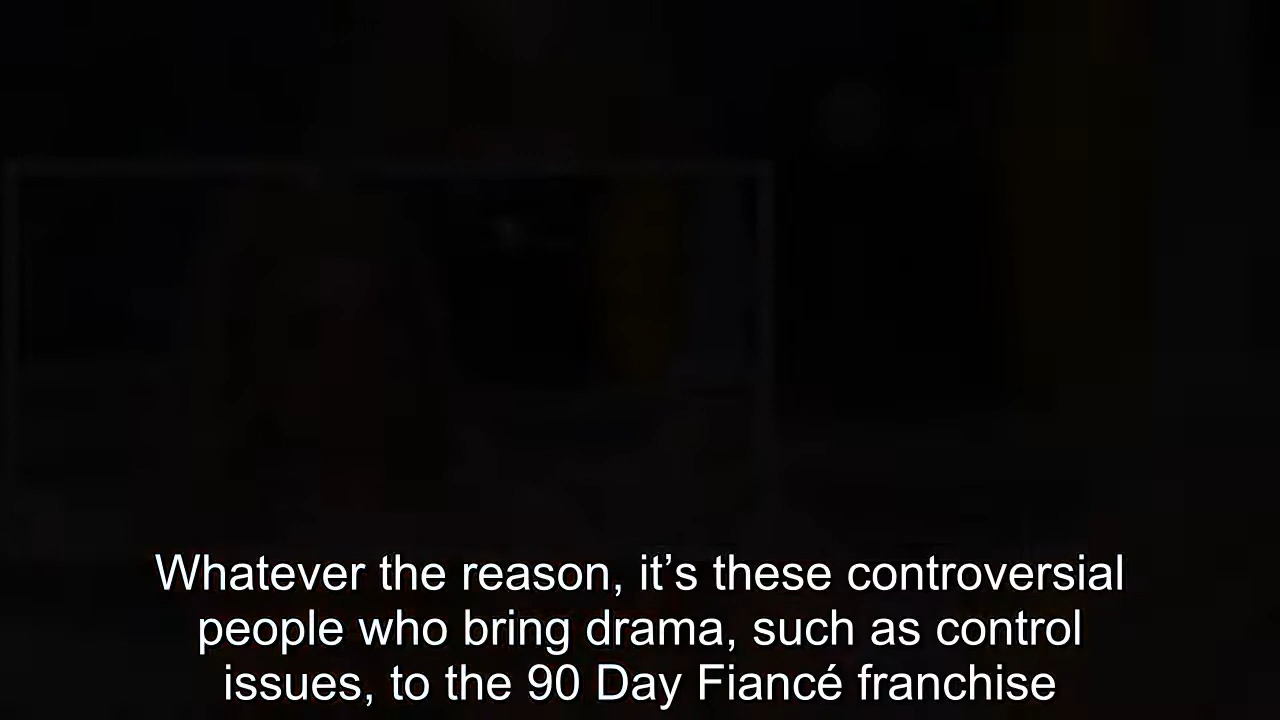 Whatever the reason, it’s these controversial
people who bring drama, such as control
issues, to the 90 Day Fiancé franchise